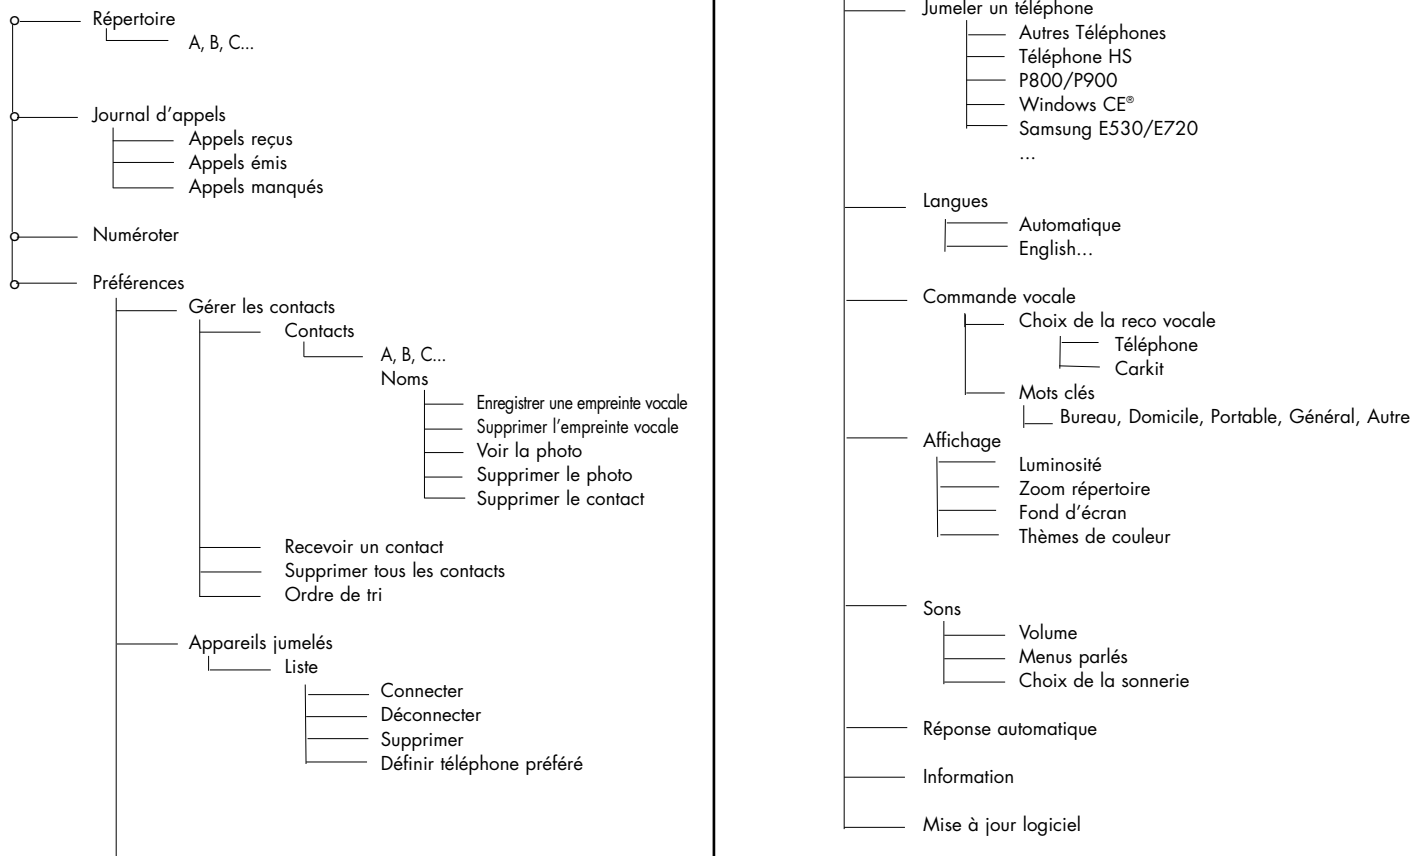 Répertoire
A, B, C...
Journal d’appels
Appels reçus
Appels émis
Appels manqués
Numéroter
Préférences
Gérer les contacts
Contacts
A, B, C...
Noms
Enregistrer une empreinte vocale
Supprimer l’empreinte vocale
Voir la photo
Supprimer le photo
Supprimer le contact
Recevoir un contact
Supprimer tous les contacts
Ordre de tri
Appareils jumelés
Liste
Connecter
Déconnecter
Supprimer
Définir téléphone préféré
Jumeler un téléphone
Autres Téléphones
Téléphone HS
P800/P900
Windows CE®
Samsung E530/E720
...
Langues
Automatique
English...
Commande vocale
Choix de la reco vocale
Téléphone
Carkit
Mots clés
Bureau, Domicile, Portable, Général, Autre
Affichage
Luminosité
Zoom répertoire
Fond d’écran
Thèmes de couleur
Sons
Volume
Menus parlés
Choix de la sonnerie
Réponse automatique
Information
Mise à jour logiciel